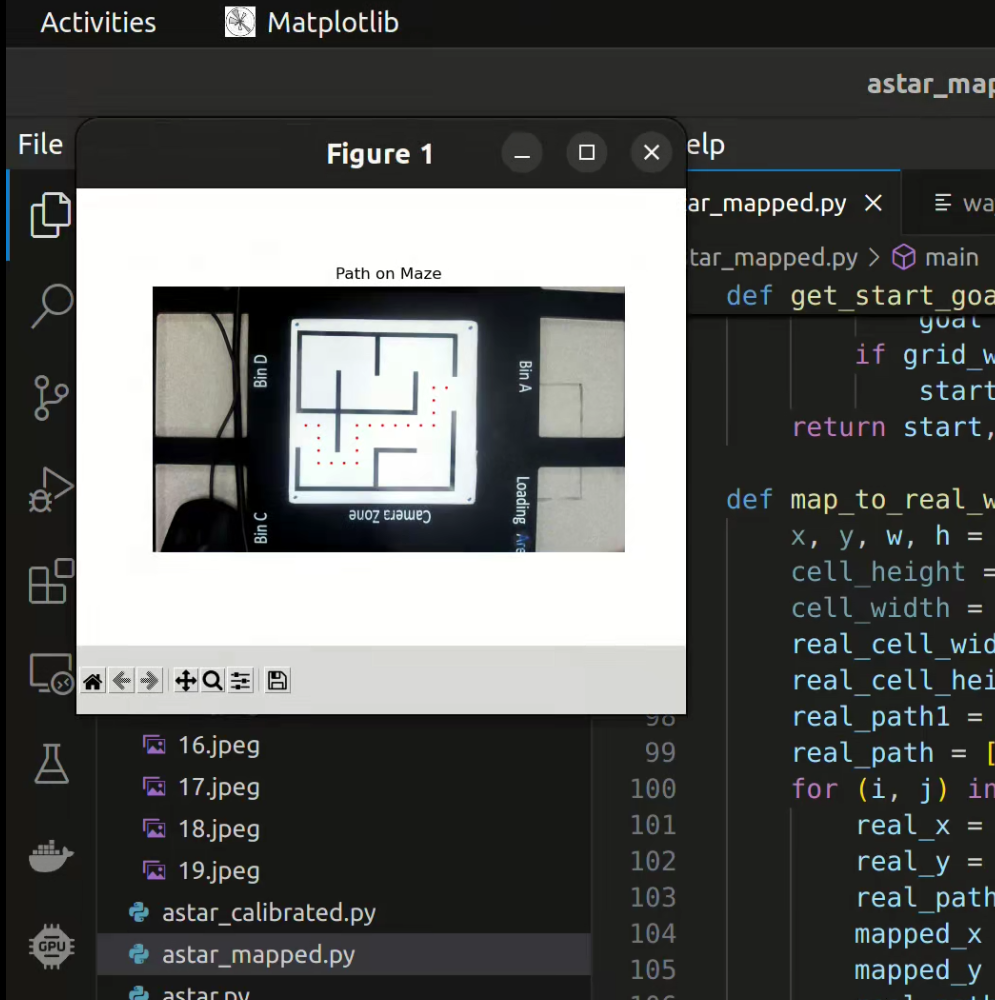 Activities
Matplotlib
astar_map
File
elp
Figure 1
ar_mapped.py
wa
tar_mapped.py > main
Path on Maze
Bin D
Bin A
Bin C
Loading Are
Camera Zone
def get_start_goa
goal
if grid_w
start
return start,
def map_to_real_w
x, y, w, h =
cell_height =
cell_width =
real_cell_wid
real_cell_hei
98 real_path1 =
99 real_path = [
100 for (i, j) in
101 real_x =
102 real_y =
103 real_path
104 mapped_x
105 mapped_y
16.jpeg
17.jpeg
18.jpeg
19.jpeg
astar_calibrated.py
astar_mapped.py
astar.py
GPU